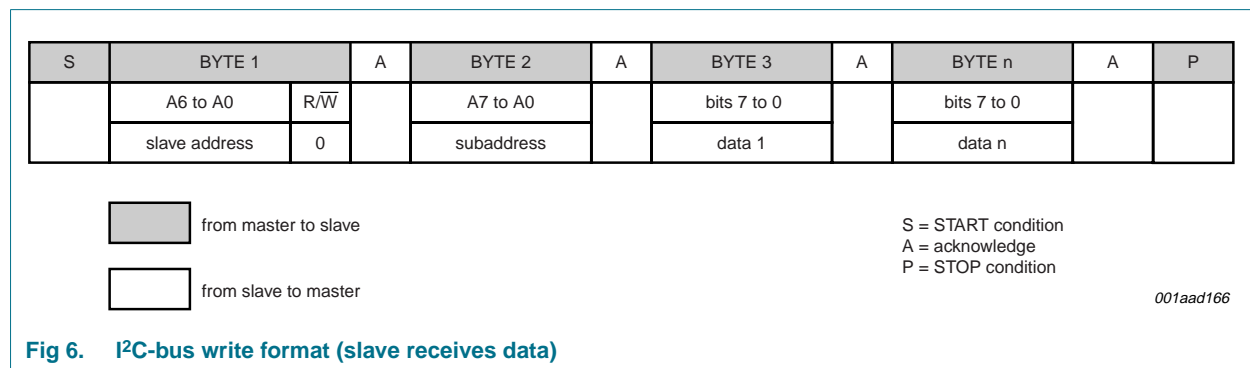 S BYTE 1 A BYTE 2 A BYTE 3 A BYTE n A P
A6 to A0 R/W̅ A7 to A0 bits 7 to 0 bits 7 to 0
slave address 0 subaddress data 1 data n
from master to slave
from slave to master
S = START condition
A = acknowledge
P = STOP condition
001aad166
Fig 6. I²C-bus write format (slave receives data)